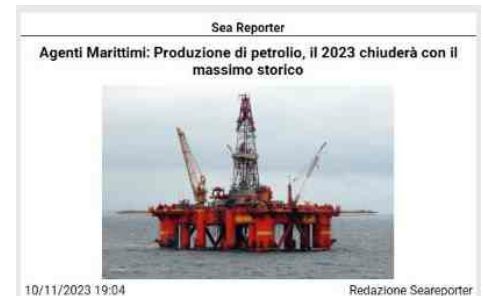 Sea Reporter
Agenti Marittimi: Produzione di petrolio, il 2023 chiuderà con il
massimo storico
10/11/2023 19:04 Redazione Seareporter